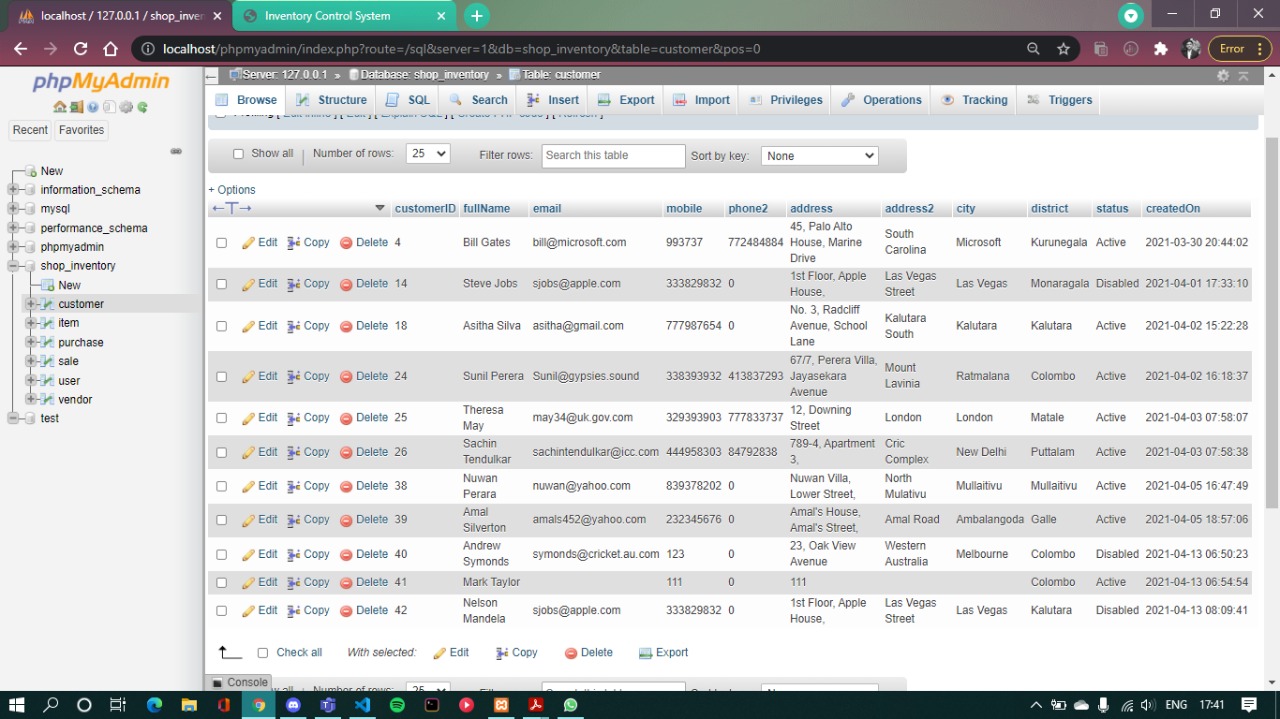 localhost / 127.0.0.1 / shop_inven
Inventory Control System
localhost/phpmyadmin/index.php?route=/sql&server=1&db=shop_inventory&table=customer&pos=0
Error
phpMyAdmin
Recent Favorites
New
information_schema
mysql
performance_schema
phpmyadmin
shop_inventory
New
customer
item
purchase
sale
user
vendor
test
Server: 127.0.0.1 » Database: shop_inventory » Table: customer
Browse Structure SQL Search Insert Export Import Privileges Operations Tracking Triggers
Profiling [ Edit inline ] [ Edit ] [ Explain SQL ] [ Create PHP code ] [ Refresh ]
Show all Number of rows: 25 Filter rows: Search this table Sort by key: None
+ Options
←T→ customerID fullName email mobile phone2 address address2 city district status createdOn
Edit Copy Delete 4 Bill Gates bill@microsoft.com 993737 772484884 45, Palo Alto House, Marine Drive South Carolina Microsoft Kurunegala Active 2021-03-30 20:44:02
Edit Copy Delete 14 Steve Jobs sjobs@apple.com 333829832 0 1st Floor, Apple House, Las Vegas Street Las Vegas Monaragala Disabled 2021-04-01 17:33:10
Edit Copy Delete 18 Asitha Silva asitha@gmail.com 777987654 0 No. 3, Radcliff Avenue, School Lane Kalutara South Kalutara Kalutara Active 2021-04-02 15:22:28
Edit Copy Delete 24 Sunil Perera Sunil@gypsies.sound 338393932 413837293 67/7, Perera Villa, Jayasekara Avenue Mount Lavinia Ratmalana Colombo Active 2021-04-02 16:18:37
Edit Copy Delete 25 Theresa May may34@uk.gov.com 329393903 777833737 12, Downing Street London London Matale Active 2021-04-03 07:58:07
Edit Copy Delete 26 Sachin Tendulkar sachintendulkar@icc.com 444958303 84792838 789-4, Apartment 3, Cric Complex New Delhi Puttalam Active 2021-04-03 07:58:38
Edit Copy Delete 38 Nuwan Perara nuwan@yahoo.com 839378202 0 Nuwan Villa, Lower Street, North Mulativu Mullaitivu Mullaitivu Active 2021-04-05 16:47:49
Edit Copy Delete 39 Amal Silverton amals452@yahoo.com 232345676 0 Amal's House, Amal's Street, Amal Road Ambalangoda Galle Active 2021-04-05 18:57:06
Edit Copy Delete 40 Andrew Symonds symonds@cricket.au.com 123 0 23, Oak View Avenue Western Australia Melbourne Colombo Disabled 2021-04-13 06:50:23
Edit Copy Delete 41 Mark Taylor 111 0 111 Colombo Active 2021-04-13 06:54:54
Edit Copy Delete 42 Nelson Mandela sjobs@apple.com 333829832 0 1st Floor, Apple House, Las Vegas Street Las Vegas Kalutara Disabled 2021-04-13 08:09:41
Check all With selected: Edit Copy Delete Export
Console
Number of rows: 25
ENG 17:41